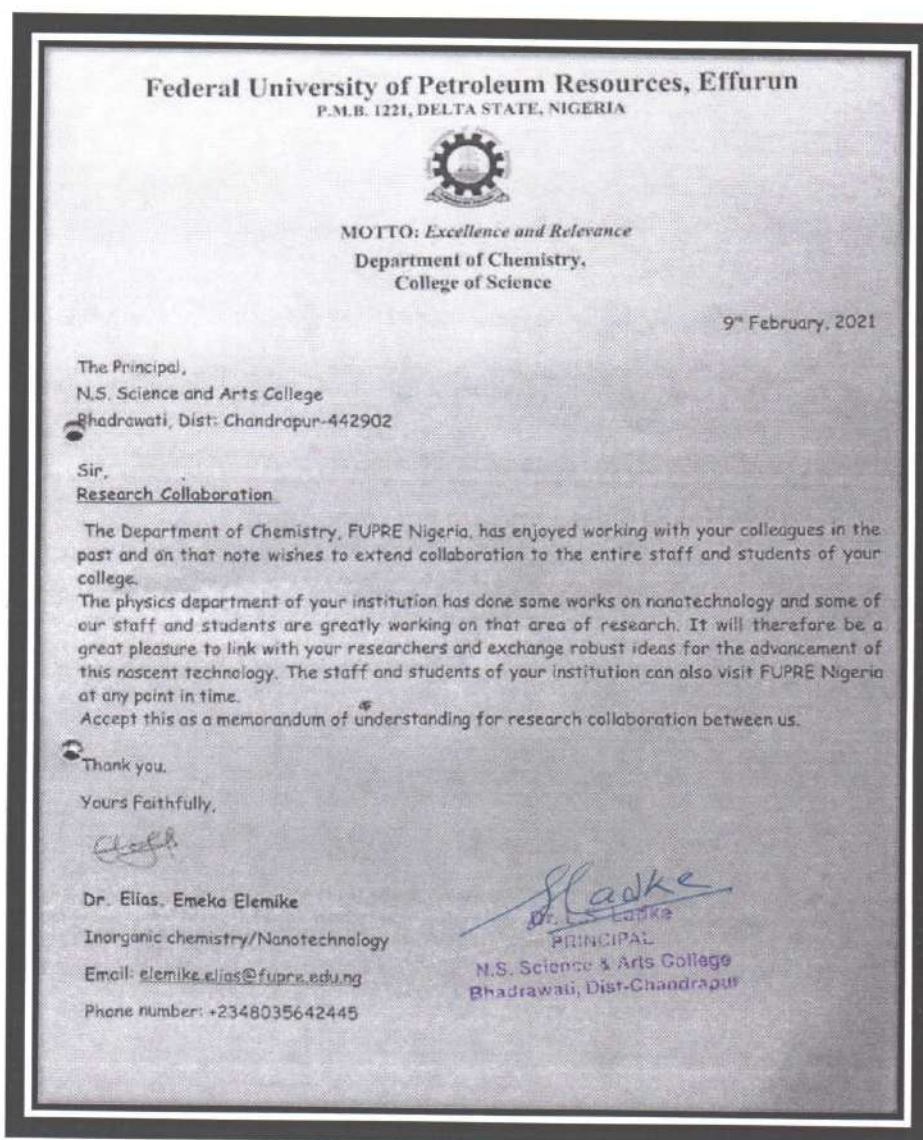 Federal University of Petroleum Resources, Effurun
P.M.B. 1221, DELTA STATE, NIGERIA
MOTTO: Excellence and Relevance
Department of Chemistry,
College of Science
9th February, 2021
The Principal,
N.S. Science and Arts College
Bhadrawati, Dist: Chandrapur-442902
Sir,
Research Collaboration
The Department of Chemistry, FUPRE Nigeria, has enjoyed working with your colleagues in the
past and on that note wishes to extend collaboration to the entire staff and students of your
college.
The physics department of your institution has done some works on nanotechnology and some of
our staff and students are greatly working on that area of research. It will therefore be a
great pleasure to link with your researchers and exchange robust ideas for the advancement of
this nascent technology. The staff and students of your institution can also visit FUPRE Nigeria
at any point in time.
Accept this as a memorandum of understanding for research collaboration between us.
Thank you.
Yours Faithfully,
Dr. Elias. Emeka Elemike
Inorganic chemistry/Nanotechnology
Email: elemike.elias@fupre.edu.ng
Phone number: +2348035642445
Dr. L.S. Ladke
PRINCIPAL
N.S. Science & Arts College
Bhadrawati, Dist-Chandrapur